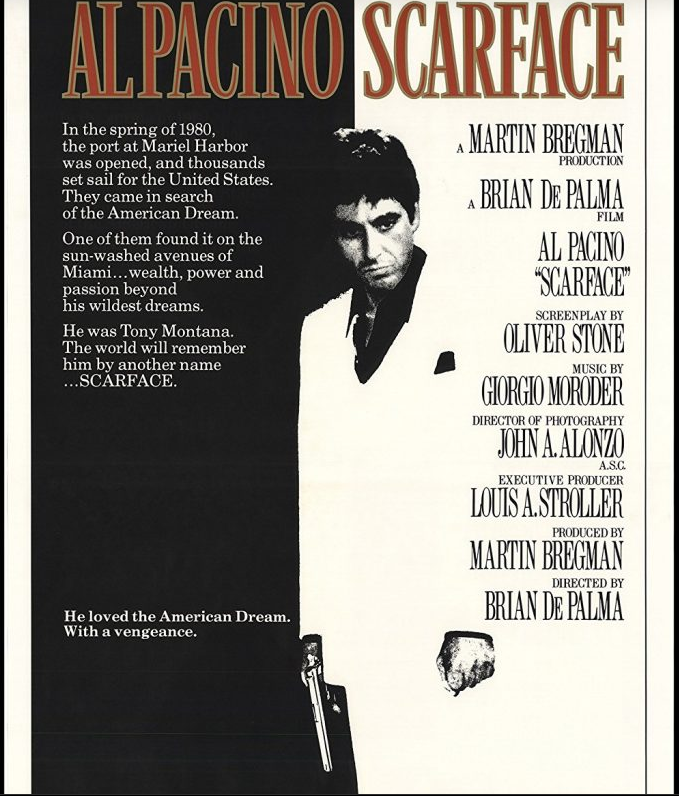 AL PACINO SCARFACE
In the spring of 1980,
the port at Mariel Harbor
was opened, and thousands
set sail for the United States.
They came in search
of the American Dream.
One of them found it on the
sun-washed avenues of
Miami...wealth, power and
passion beyond
his wildest dreams.
He was Tony Montana.
The world will remember
him by another name
...SCARFACE.
He loved the American Dream.
With a vengeance.
A MARTIN BREGMAN
PRODUCTION
A BRIAN DE PALMA
FILM
AL PACINO
“SCARFACE”
SCREENPLAY BY
OLIVER STONE
MUSIC BY
GIORGIO MORODER
DIRECTOR OF PHOTOGRAPHY
JOHN A. ALONZO
A.S.C.
EXECUTIVE PRODUCER
LOUIS A. STROLLER
PRODUCED BY
MARTIN BREGMAN
DIRECTED BY
BRIAN DE PALMA